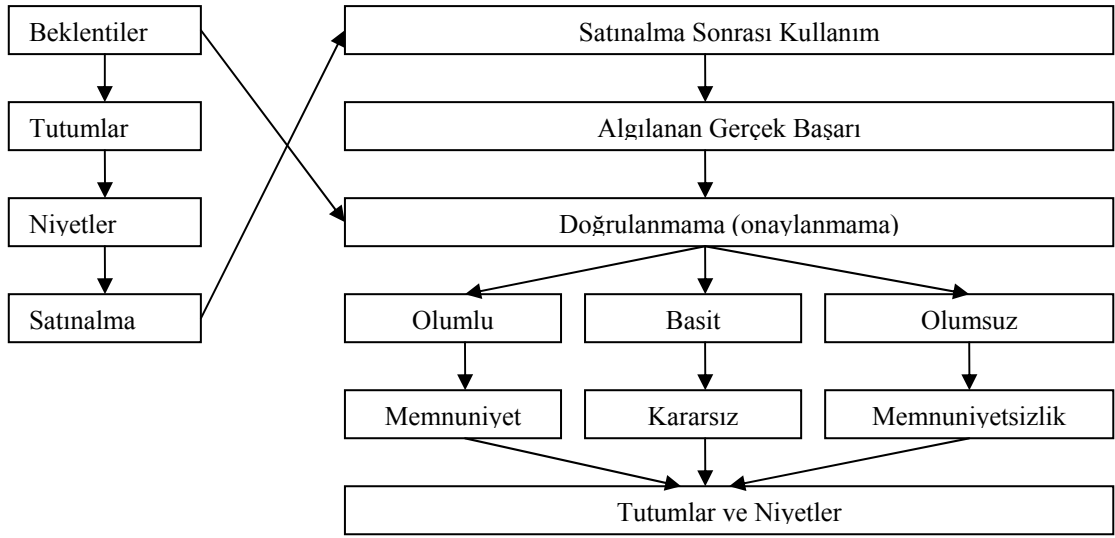 Beklentiler
Satınalma Sonrası Kullanım
Tutumlar
Algılanan Gerçek Başarı
Niyetler
Doğrulanmama (onaylanmama)
Satınalma
Olumlu
Basit
Olumsuz
Memnuniyet
Kararsız
Memnuniyetsizlik
Tutumlar ve Niyetler